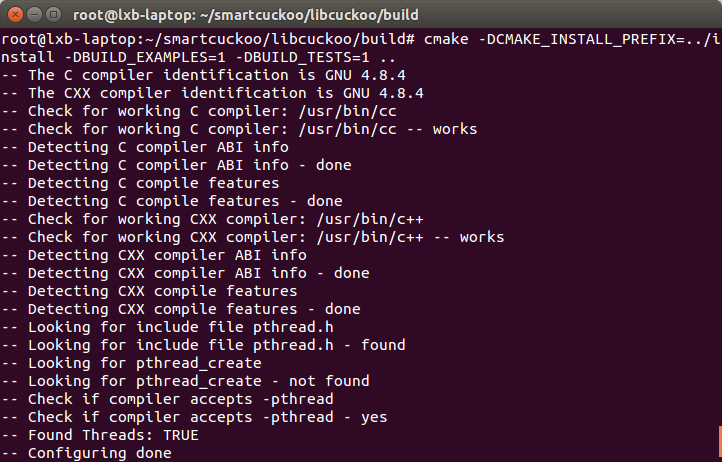 root@lxb-laptop: ~/smartcuckoo/libcuckoo/build
root@lxb-laptop:~/smartcuckoo/libcuckoo/build# cmake -DCMAKE_INSTALL_PREFIX=../i
nstall -DBUILD_EXAMPLES=1 -DBUILD_TESTS=1 ..
-- The C compiler identification is GNU 4.8.4
-- The CXX compiler identification is GNU 4.8.4
-- Check for working C compiler: /usr/bin/cc
-- Check for working C compiler: /usr/bin/cc -- works
-- Detecting C compiler ABI info
-- Detecting C compiler ABI info - done
-- Detecting C compile features
-- Detecting C compile features - done
-- Check for working CXX compiler: /usr/bin/c++
-- Check for working CXX compiler: /usr/bin/c++ -- works
-- Detecting CXX compiler ABI info
-- Detecting CXX compiler ABI info - done
-- Detecting CXX compile features
-- Detecting CXX compile features - done
-- Looking for include file pthread.h
-- Looking for include file pthread.h - found
-- Looking for pthread_create
-- Looking for pthread_create - not found
-- Check if compiler accepts -pthread
-- Check if compiler accepts -pthread - yes
-- Found Threads: TRUE
-- Configuring done